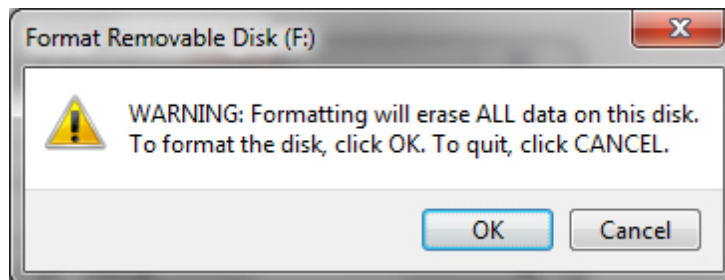 Format Removable Disk (F:)
WARNING: Formatting will erase ALL data on this disk.
To format the disk, click OK. To quit, click CANCEL.
OK
Cancel